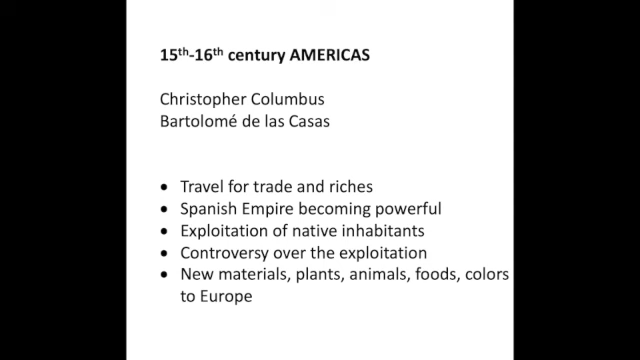 15th-16th century AMERICAS
Christopher Columbus
Bartolomé de las Casas
• Travel for trade and riches
• Spanish Empire becoming powerful
• Exploitation of native inhabitants
• Controversy over the exploitation
• New materials, plants, animals, foods, colors
to Europe